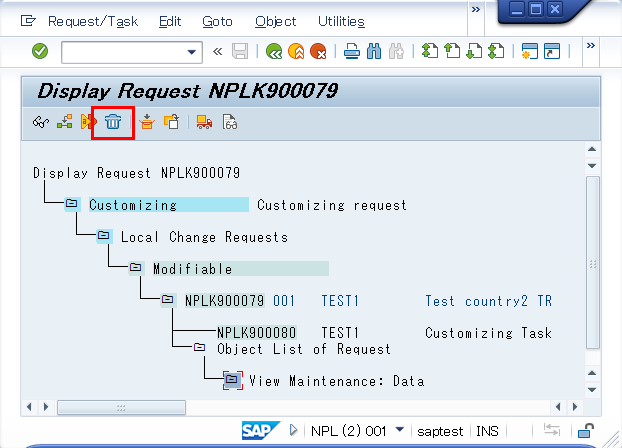 Request/Task Edit Goto Object Utilities »
«
»
Display Request NPLK900079
Display Request NPLK900079
Customizing Customizing request
Local Change Requests
Modifiable
NPLK900079 001 TEST1 Test country2 TR
NPLK900080 TEST1 Customizing Task
Object List of Request
View Maintenance: Data
SAP NPL (2) 001 saptest INS